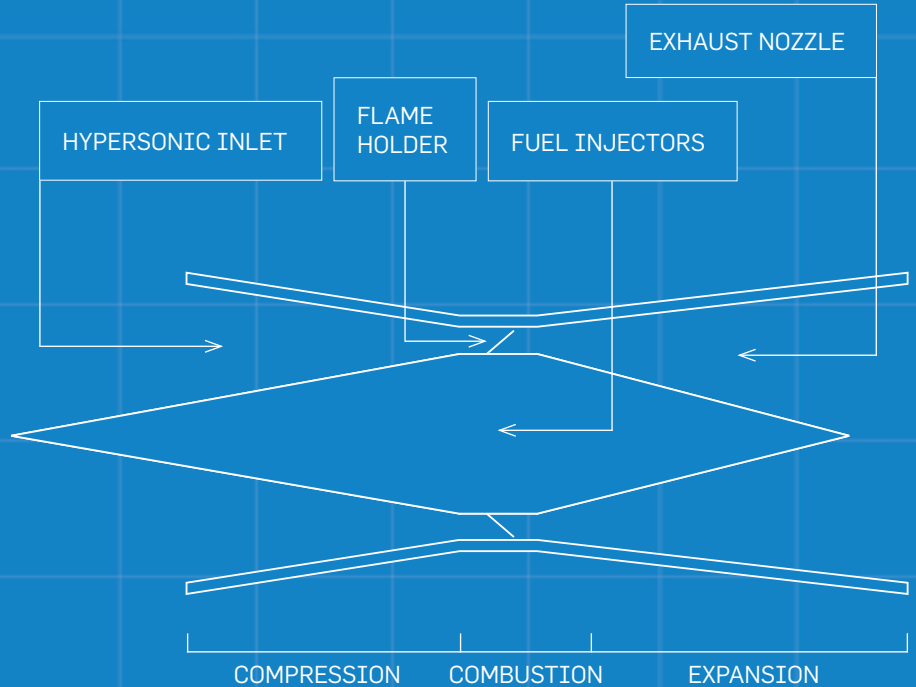 EXHAUST NOZZLE
HYPERSONIC INLET
FLAME
HOLDER
FUEL INJECTORS
COMPRESSION
COMBUSTION
EXPANSION